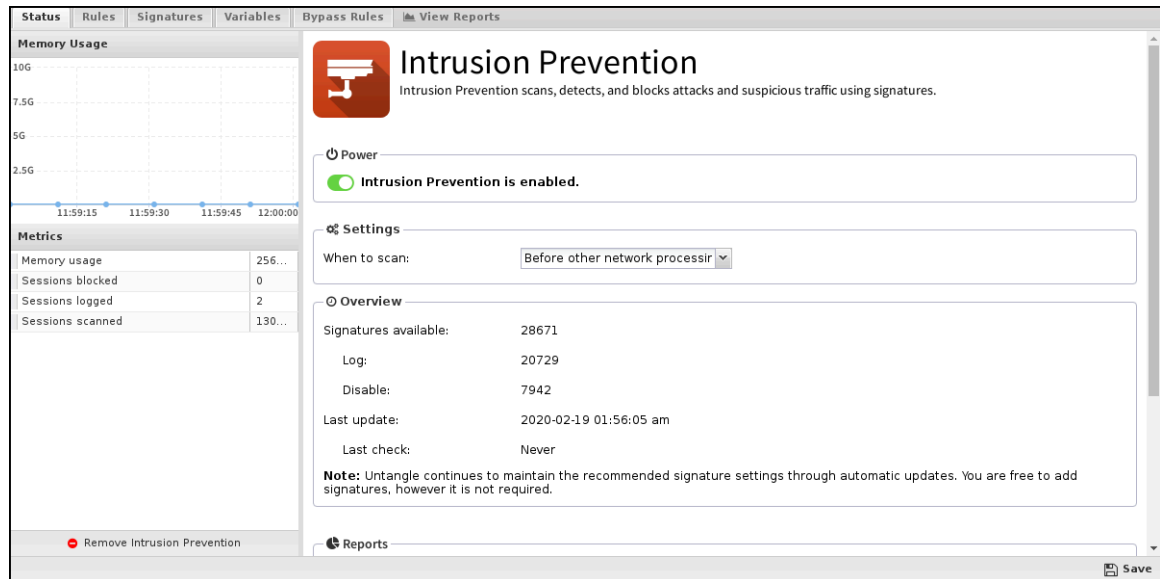 Status Rules Signatures Variables Bypass Rules View Reports
Memory Usage
10G
7.5G
5G
2.5G
11:59:15 11:59:30 11:59:45 12:00:00
Metrics
Memory usage 256...
Sessions blocked 0
Sessions logged 2
Sessions scanned 130...
Remove Intrusion Prevention
Intrusion Prevention
Intrusion Prevention scans, detects, and blocks attacks and suspicious traffic using signatures.
Power
Intrusion Prevention is enabled.
Settings
When to scan: Before other network processir
Overview
Signatures available: 28671
Log: 20729
Disable: 7942
Last update: 2020-02-19 01:56:05 am
Last check: Never
Note: Untangle continues to maintain the recommended signature settings through automatic updates. You are free to add
signatures, however it is not required.
Reports
Save